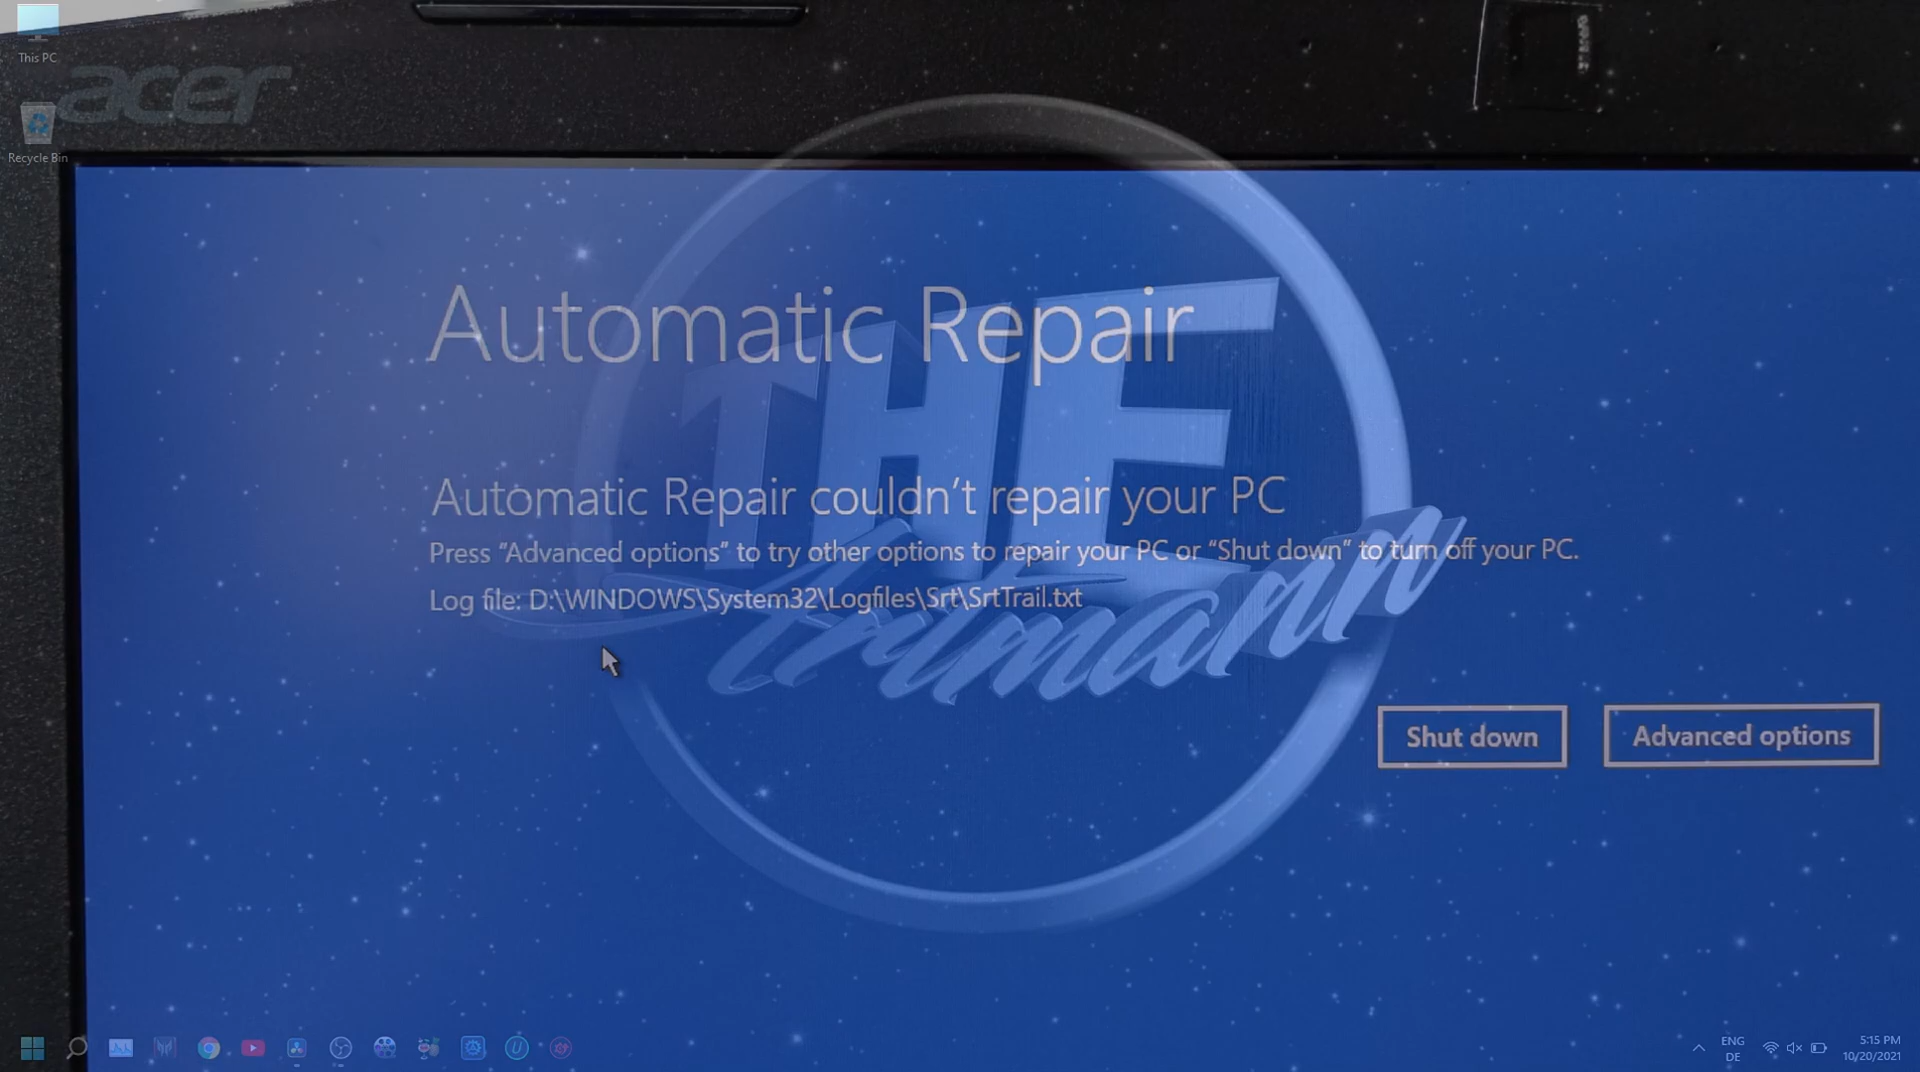 This PC
acer
Recycle Bin
Automatic Repair
THE
Automatic Repair couldn't repair your PC
Press "Advanced options" to try other options to repair your PC or "Shut down" to turn off your PC.
Log file: D:\WINDOWS\System32\Logfiles\Srt\SrtTrail.txt
Shut down
Advanced options
ENG
DE
5:15 PM
10/20/2021